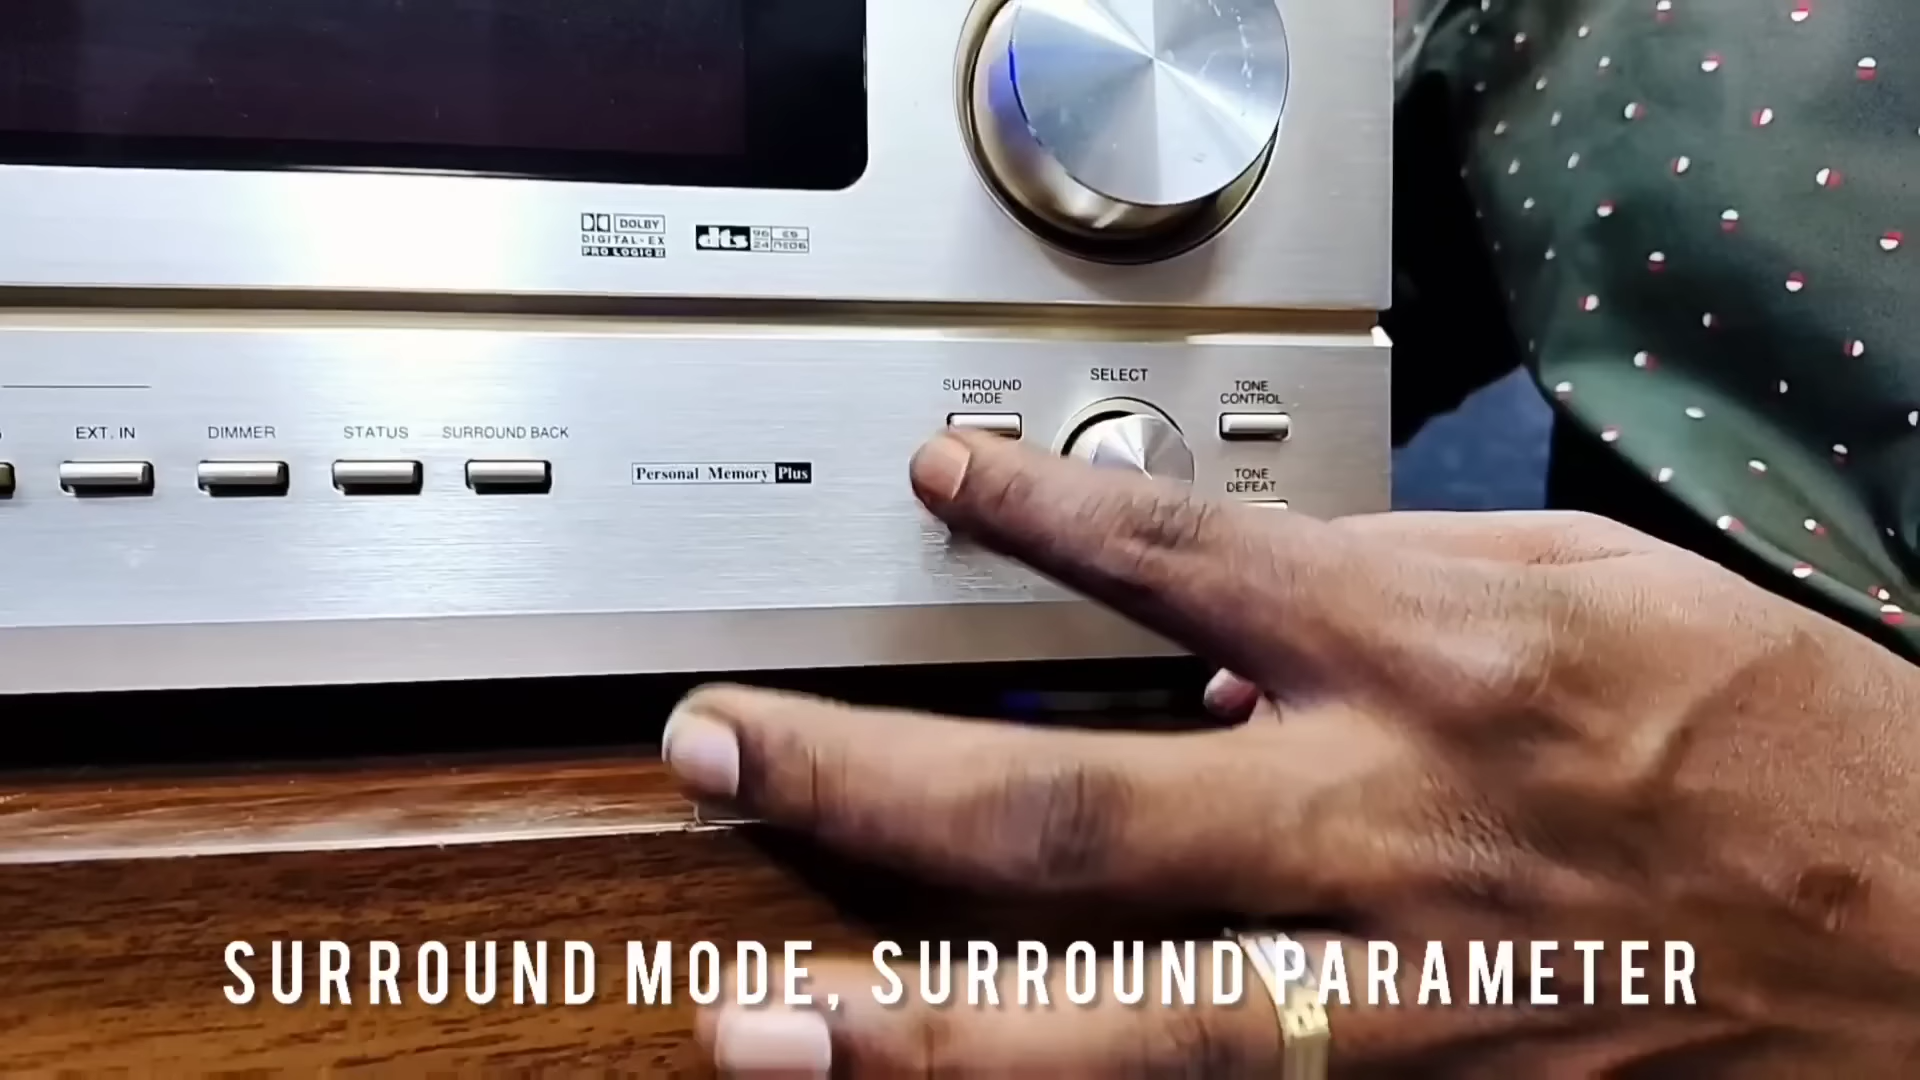 DOLBY
DIGITAL·EX
PRO LOGIC II
dts 96 ES
24 neo:6
SURROUND
MODE
SELECT
TONE
CONTROL
EXT. IN
DIMMER
STATUS
SURROUND BACK
Personal Memory Plus
TONE
DEFEAT
SURROUND MODE, SURROUND PARAMETER